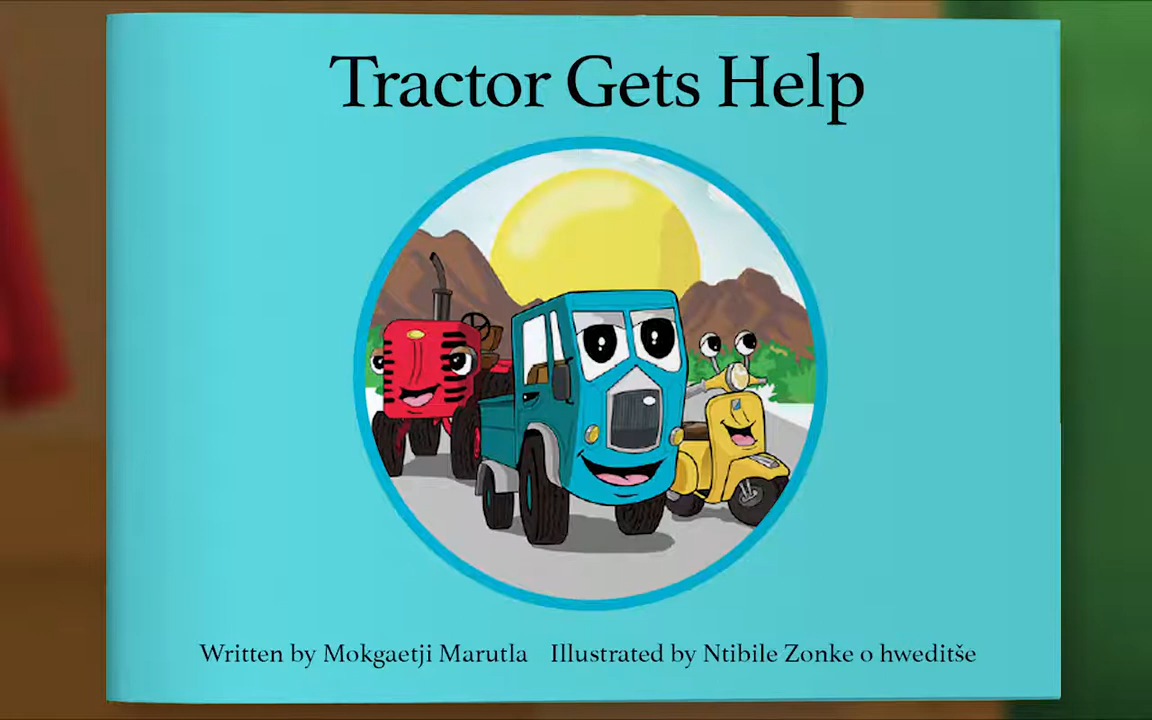 Tractor Gets Help
Written by Mokgaetji Marutla Illustrated by Ntibile Zonke o hweditše